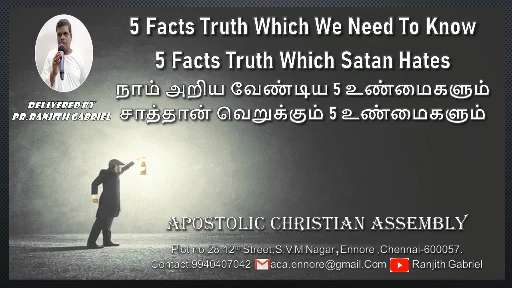 5 Facts Truth Which We Need To Know
5 Facts Truth Which Satan Hates
நாம் அறிய வேண்டிய 5 உண்மைகளும்
சாத்தான் வெறுக்கும் 5 உண்மைகளும்
DELIVERED BY
PR.RANJITH GABRIEL
APOSTOLIC CHRISTIAN ASSEMBLY
Plot no.28 12th Street,S.V.M Nagar, Ennore ,Chennai-600057.
Contact:9940407042 aca.ennore@gmail.Com Ranjith Gabriel